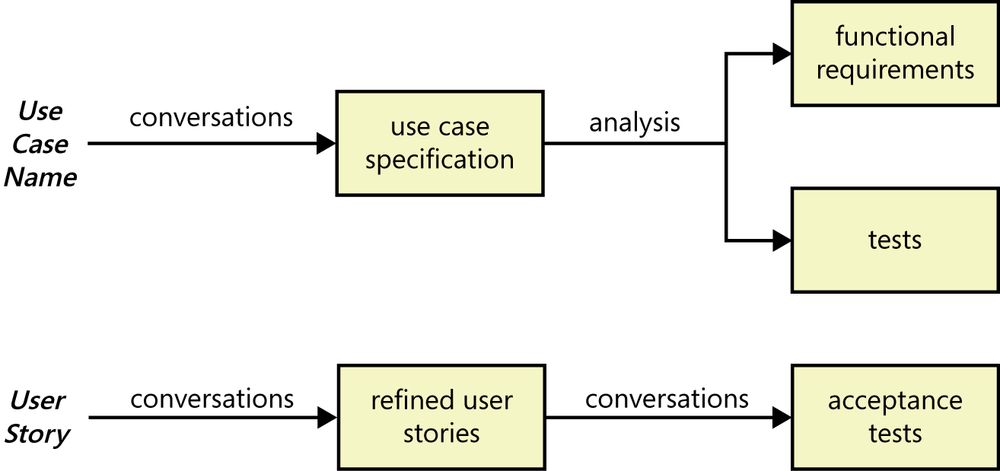 Use
Case
Name
conversations
use case
specification
analysis
functional
requirements
tests
User
Story
conversations
refined user
stories
conversations
acceptance
tests